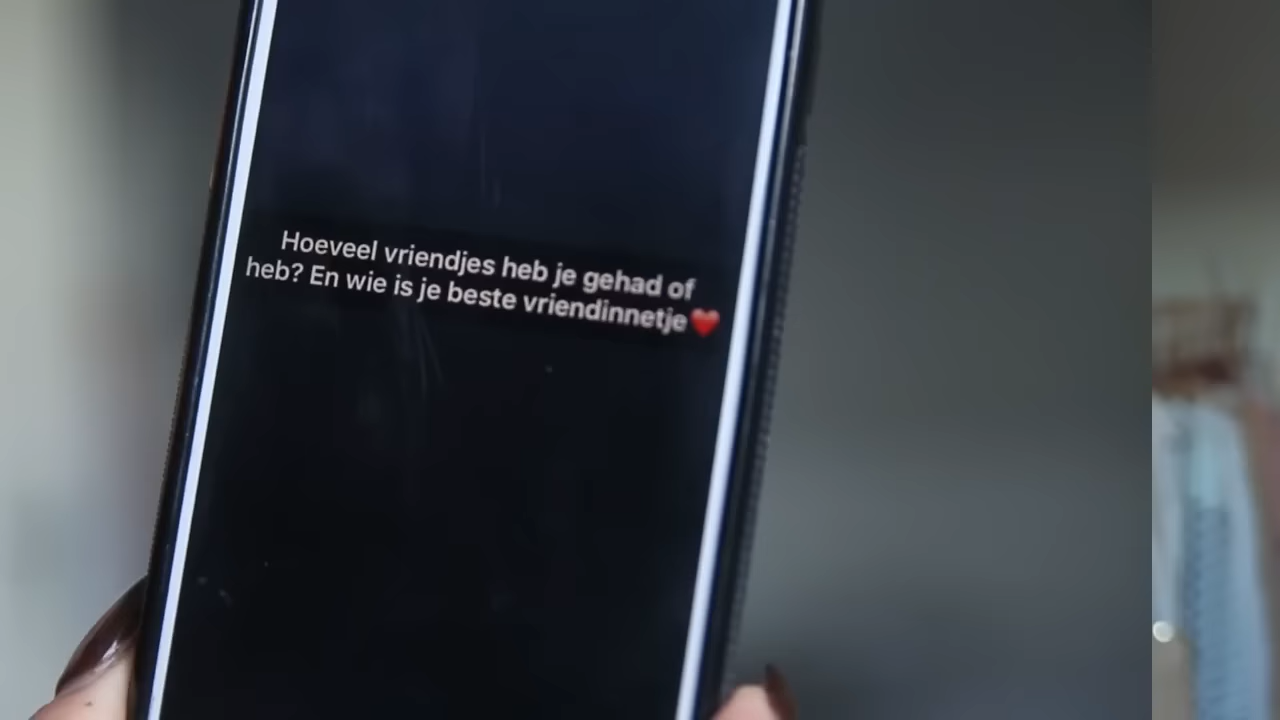 Hoeveel vriendjes heb je gehad of
heb? En wie is je beste vriendinnetje❤️